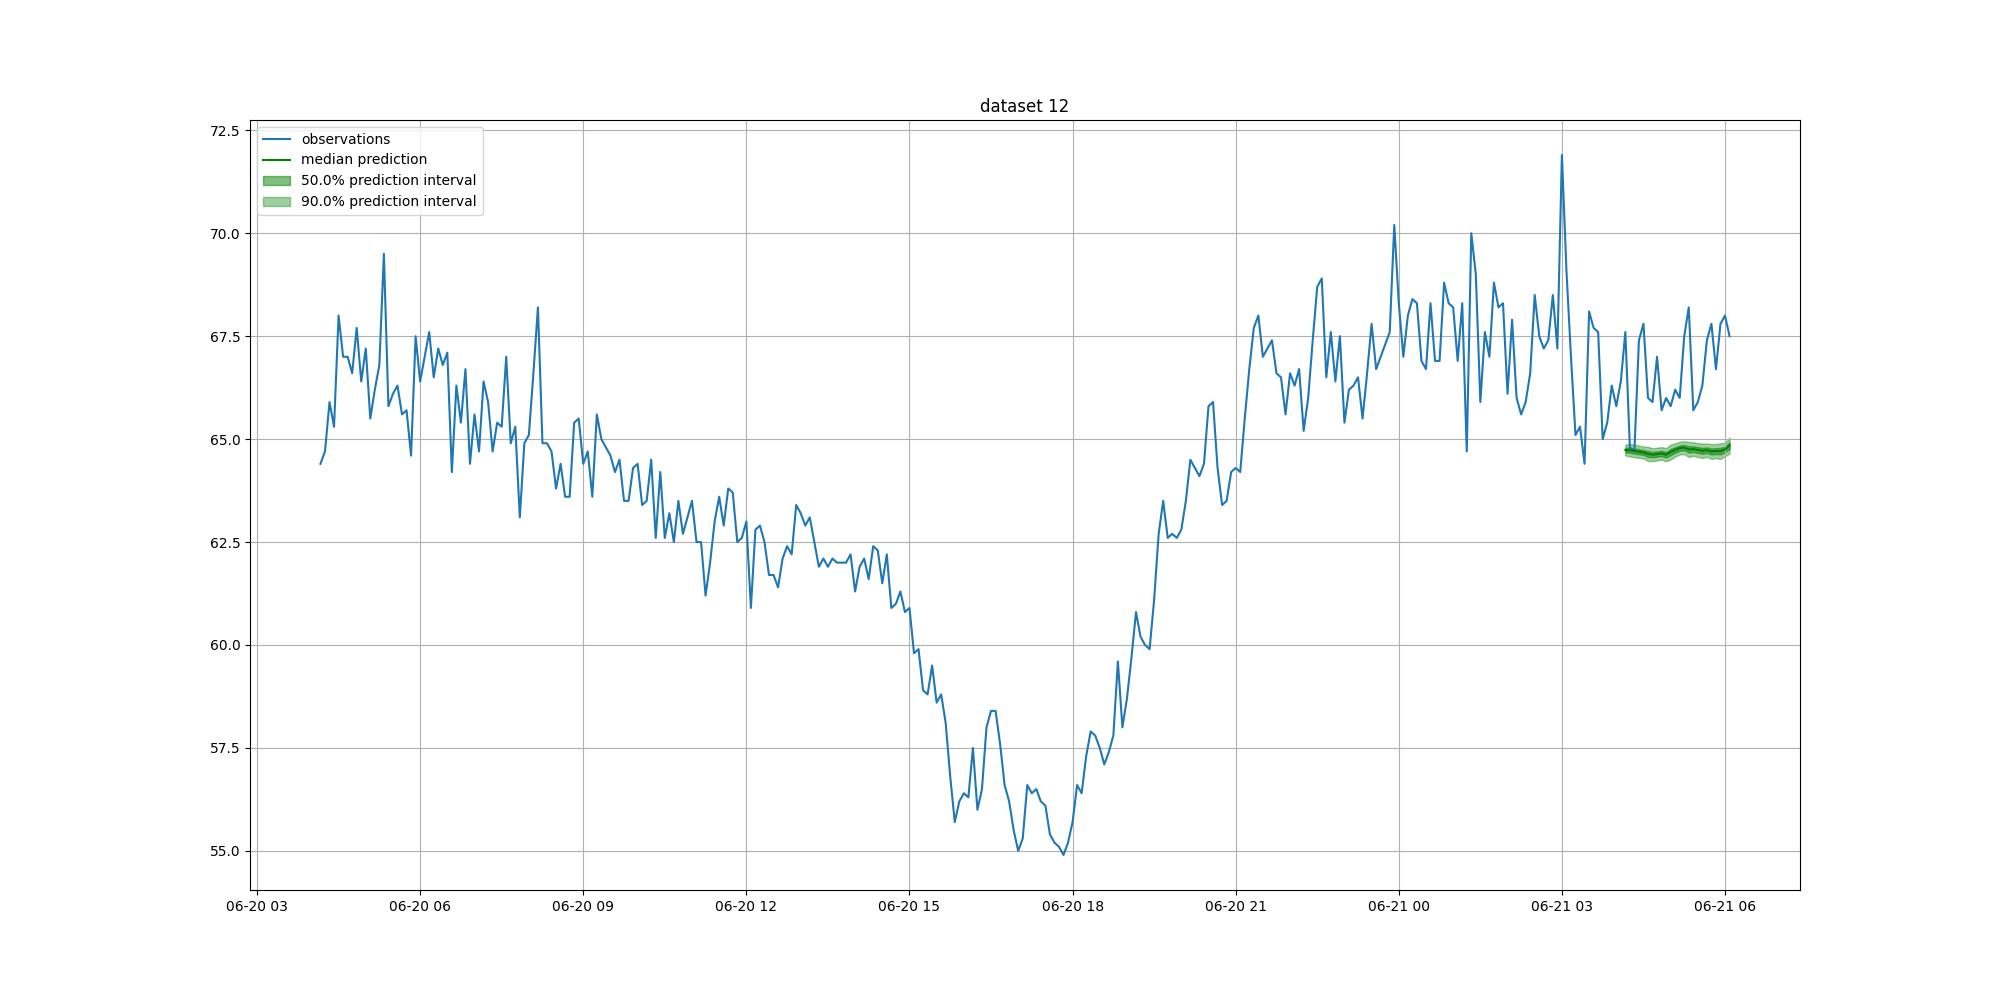 dataset 12
observations
median prediction
50.0% prediction interval
90.0% prediction interval
72.5
70.0
67.5
65.0
62.5
60.0
57.5
55.0
06-20 03 06-20 06 06-20 09 06-20 12 06-20 15 06-20 18 06-20 21 06-21 00 06-21 03 06-21 06